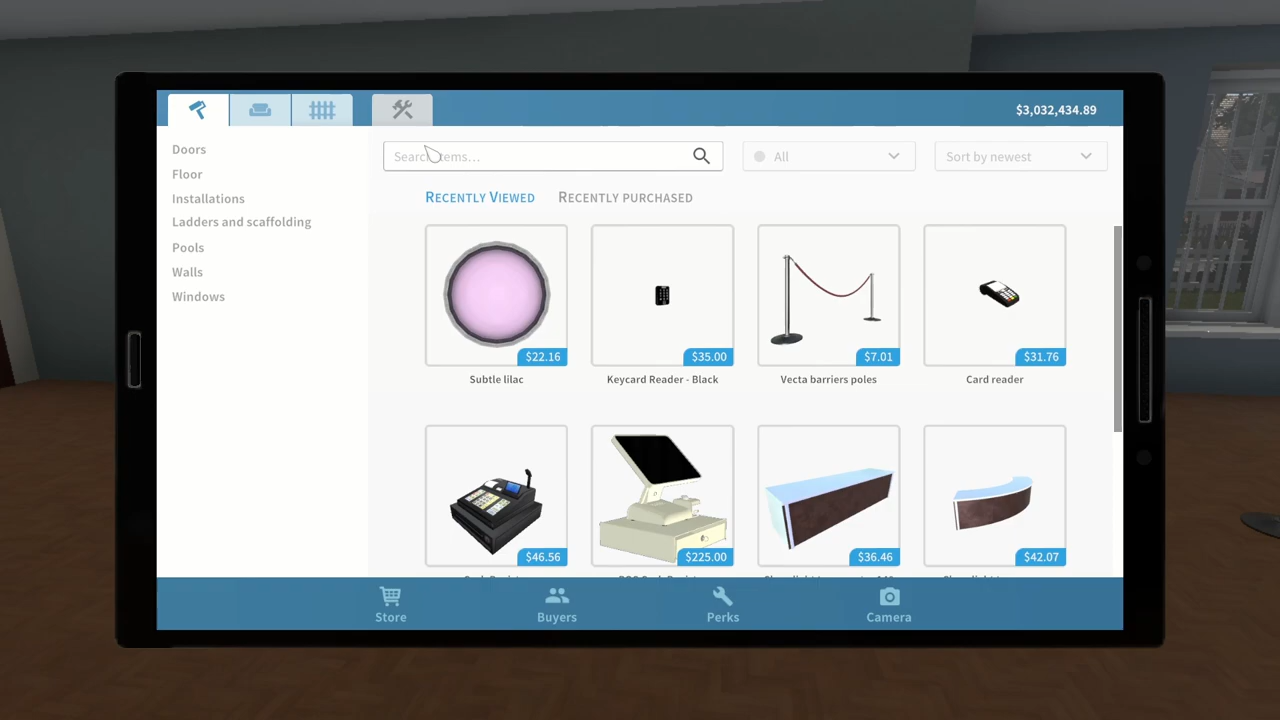 $3,032,434.89
Doors
Floor
Installations
Ladders and scaffolding
Pools
Walls
Windows
All
Sort by newest
RECENTLY VIEWED
RECENTLY PURCHASED
$22.16
$35.00
$7.01
$31.76
Subtle lilac
Keycard Reader - Black
Vecta barriers poles
Card reader
$46.56
$225.00
$36.46
$42.07
Store
Buyers
Perks
Camera